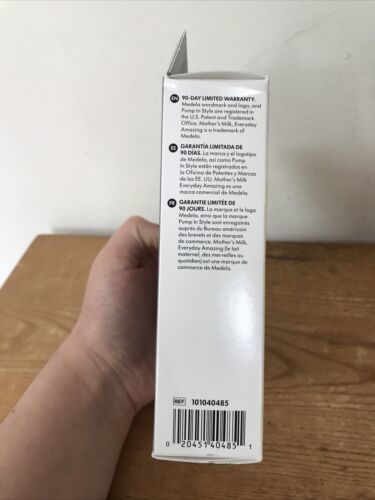 EN 90-DAY LIMITED WARRANTY.
Medela wordmark and logo, and
Pump In Style are registered in
the U.S. Patent and Trademark
Office. Mother's Milk, Everyday
Amazing is a trademark of
Medela.
ES GARANTÍA LIMITADA DE
90 DÍAS. La marca y el logotipo
de Medela, así como Pump
In Style están registrados en
la Oficina de Patentes y Marcas
de los EE. UU. Mother's Milk
Everyday Amazing es una
marca comercial de Medela.
FR GARANTIE LIMITÉE DE
90 JOURS. La marque et le logo
Medela, ainsi que la marque
Pump In Style sont enregistrés
auprès du Bureau américain
des brevets et des marques
de commerce. Mother's Milk,
Everyday Amazing (le lait
maternel, des merveilles au
quotidien) est une marque
de commerce de Medela.
REF 101040485
0 20451 40485 1